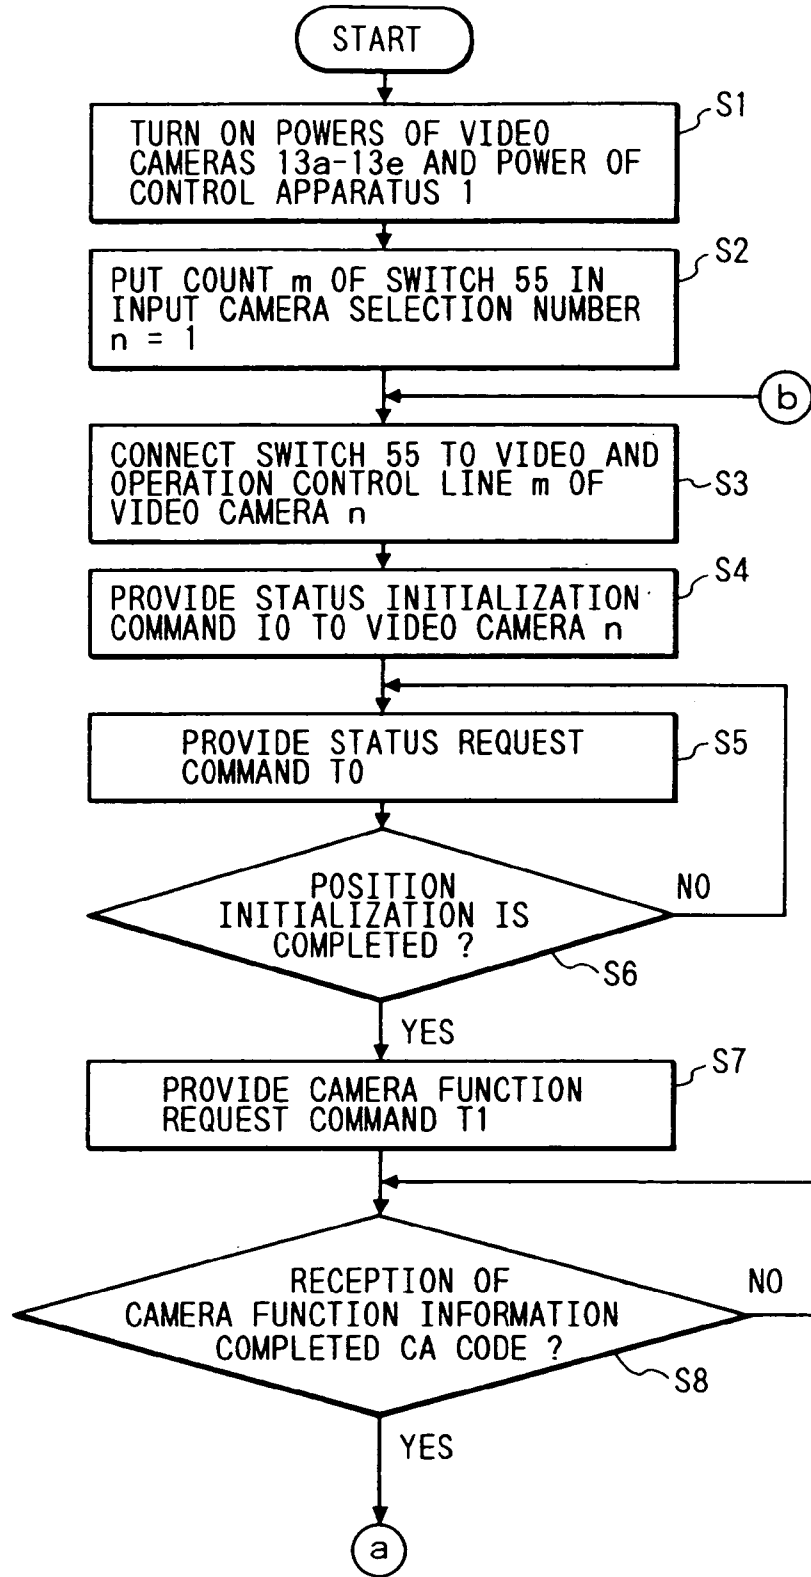 START
S1
TURN ON POWERS OF VIDEO
CAMERAS 13a-13e AND POWER OF
CONTROL APPARATUS 1
S2
PUT COUNT m OF SWITCH 55 IN
INPUT CAMERA SELECTION NUMBER
n = 1
b
CONNECT SWITCH 55 TO VIDEO AND
OPERATION CONTROL LINE m OF
VIDEO CAMERA n
S3
S4
PROVIDE STATUS INITIALIZATION
COMMAND I0 TO VIDEO CAMERA n
PROVIDE STATUS REQUEST
COMMAND T0
S5
POSITION
INITIALIZATION IS
COMPLETED ?
NO
S6
YES
S7
PROVIDE CAMERA FUNCTION
REQUEST COMMAND T1
RECEPTION OF
CAMERA FUNCTION INFORMATION
COMPLETED CA CODE ?
NO
S8
YES
a